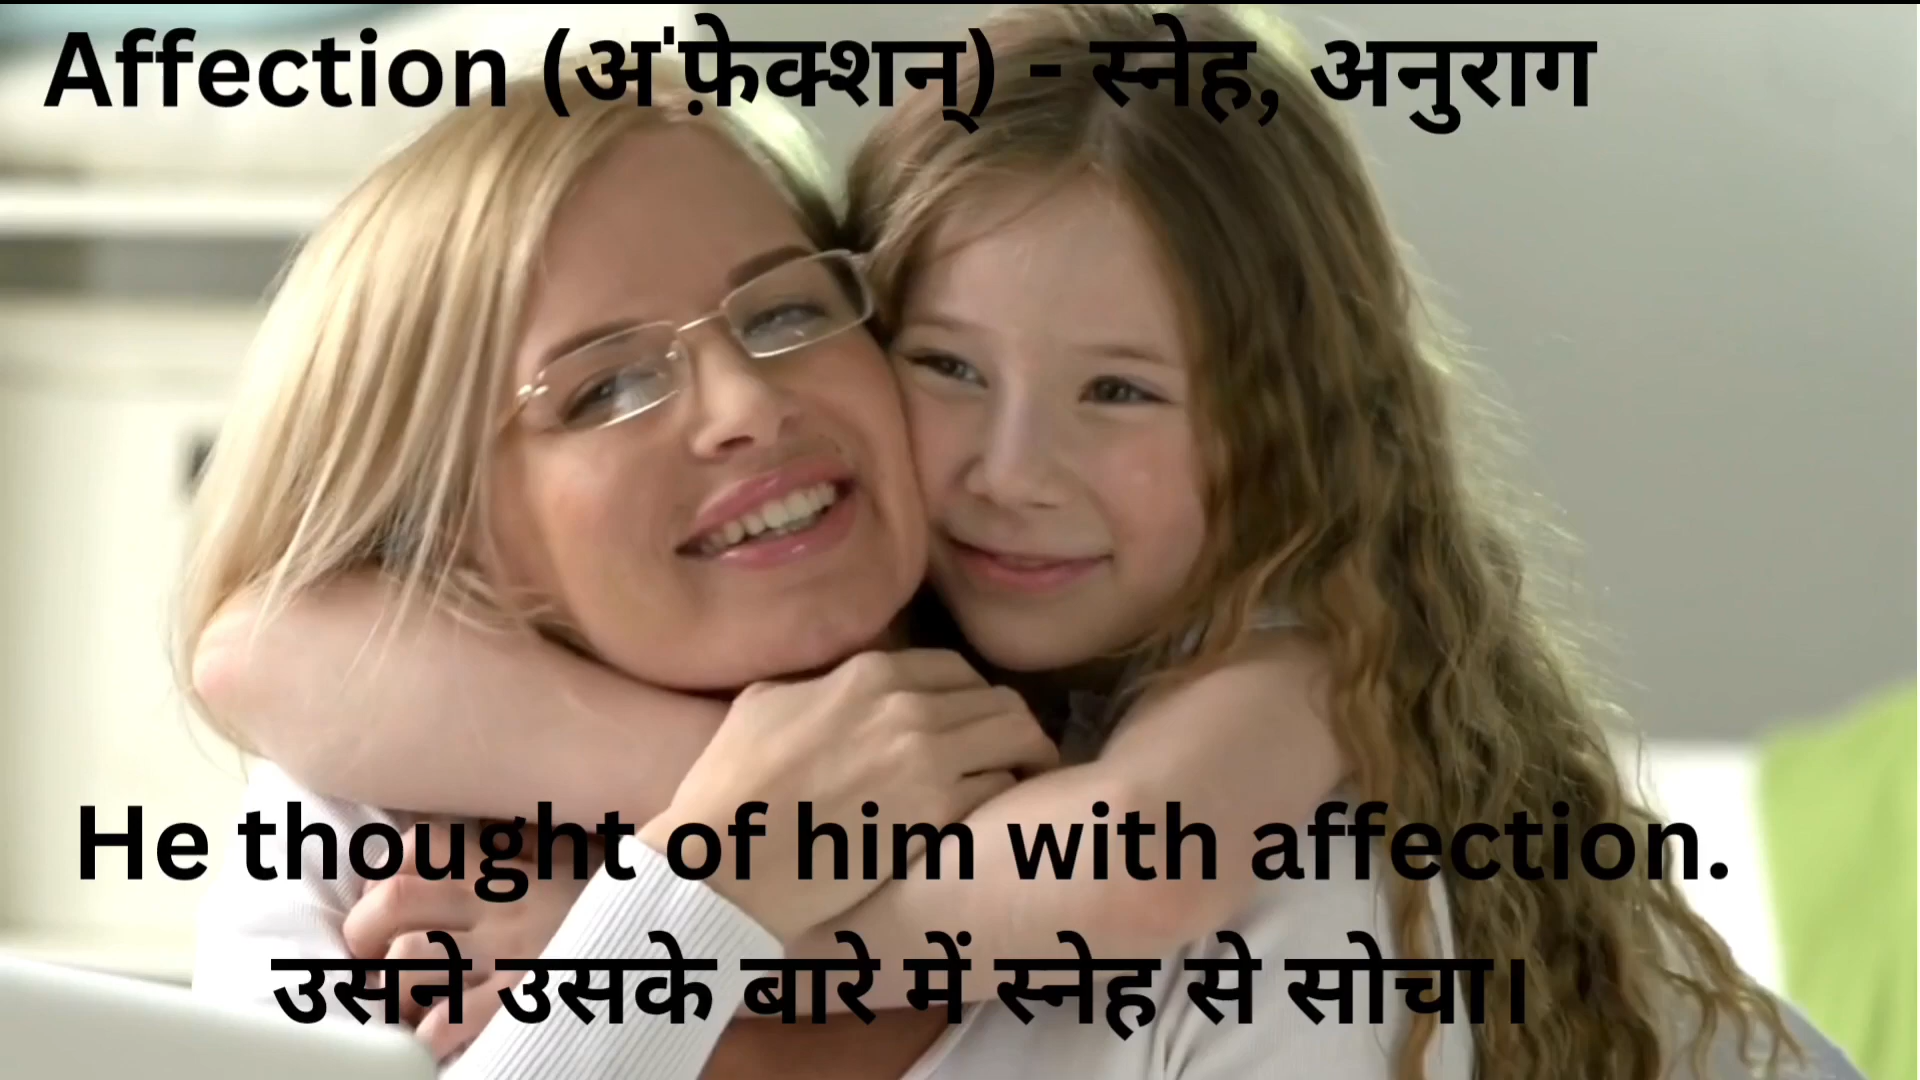 Affection (अ'फ़ेक्शन्) - स्नेह, अनुराग
He thought of him with affection.
उसने उसके बारे में स्नेह से सोचा।